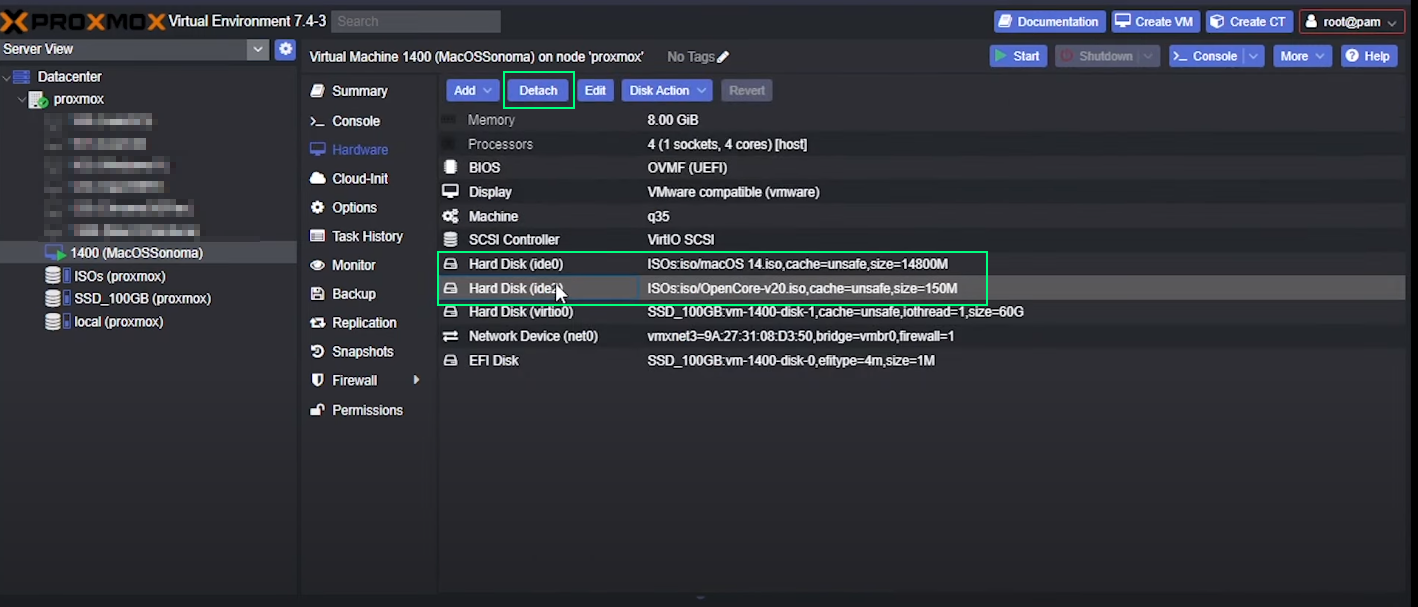 PROXMOX Virtual Environment 7.4-3 Search Documentation Create VM Create CT root@pam
Server View
Virtual Machine 1400 (MacOSSonoma) on node 'proxmox' No Tags Start Shutdown Console More Help
Datacenter
proxmox
1400 (MacOSSonoma)
ISOs (proxmox)
SSD_100GB (proxmox)
local (proxmox)
Summary
Console
Hardware
Cloud-Init
Options
Task History
Monitor
Backup
Replication
Snapshots
Firewall
Permissions
Add Detach Edit Disk Action Revert
Memory 8.00 GiB
Processors 4 (1 sockets, 4 cores) [host]
BIOS OVMF (UEFI)
Display VMware compatible (vmware)
Machine q35
SCSI Controller VirtIO SCSI
Hard Disk (ide0) ISOs:iso/macOS 14.iso,cache=unsafe,size=14800M
Hard Disk (ide2) ISOs:iso/OpenCore-v20.iso,cache=unsafe,size=150M
Hard Disk (virtio0) SSD_100GB:vm-1400-disk-1,cache=unsafe,iothread=1,size=60G
Network Device (net0) vmxnet3=9A:27:31:08:D3:50,bridge=vmbr0,firewall=1
EFI Disk SSD_100GB:vm-1400-disk-0,efitype=4m,size=1M